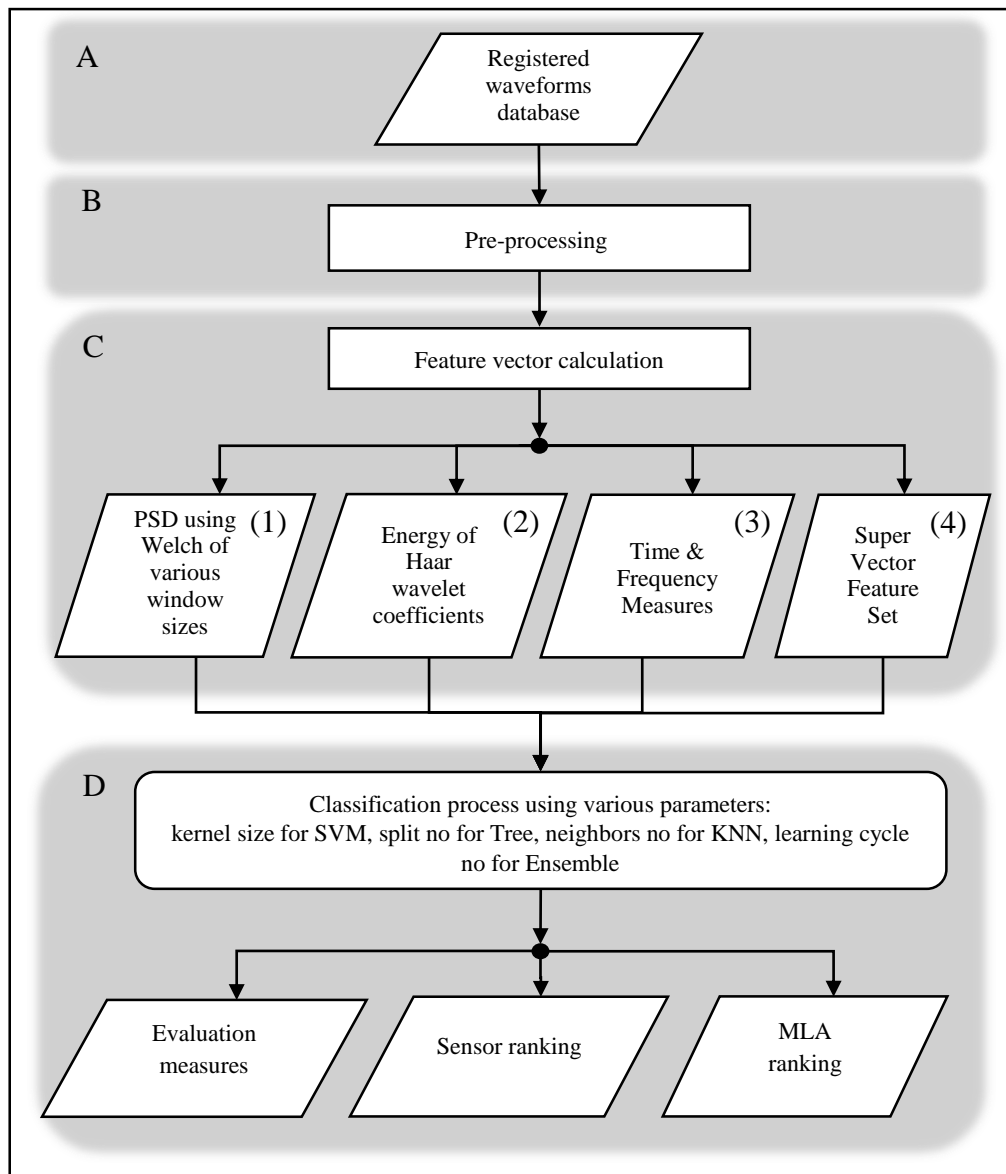 A
Registered
waveforms
database
B
Pre-processing
C
Feature vector calculation
PSD using
Welch of
various
window
sizes
(1)
Energy of
Haar
wavelet
coefficients
(2)
Time &
Frequency
Measures
(3)
Super
Vector
Feature
Set
(4)
D
Classification process using various parameters:
kernel size for SVM, split no for Tree, neighbors no for KNN, learning cycle
no for Ensemble
Evaluation
measures
Sensor ranking
MLA
ranking